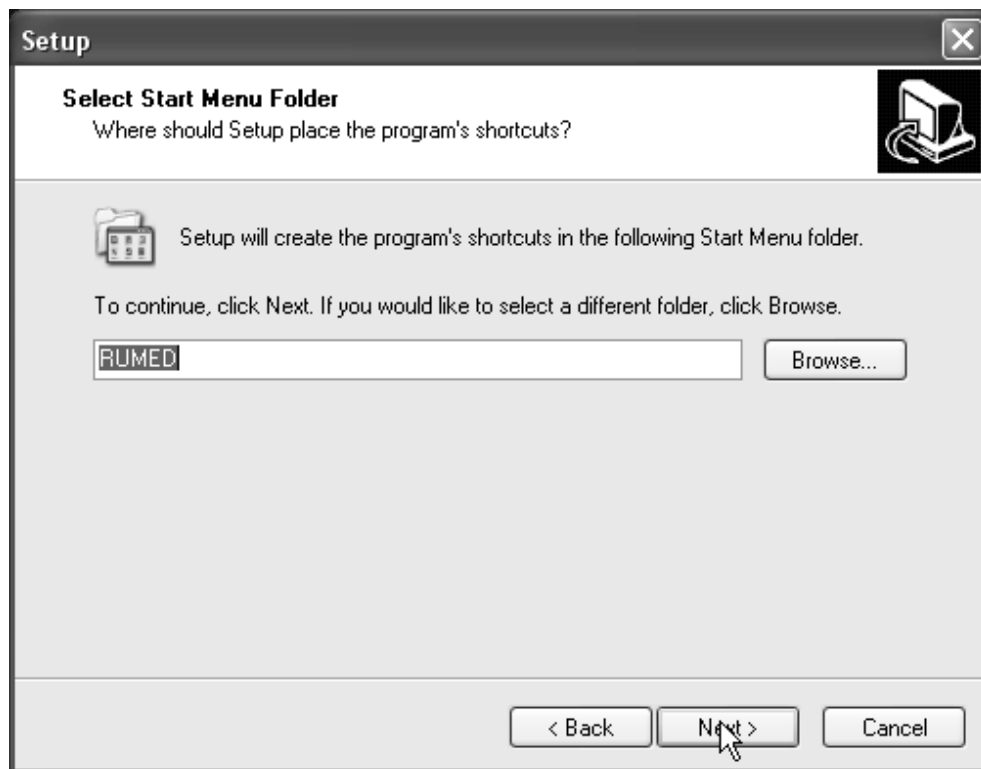 Setup
Select Start Menu Folder
Where should Setup place the program's shortcuts?
Setup will create the program's shortcuts in the following Start Menu folder.
To continue, click Next. If you would like to select a different folder, click Browse.
RUMED
Browse...
< Back
Next >
Cancel